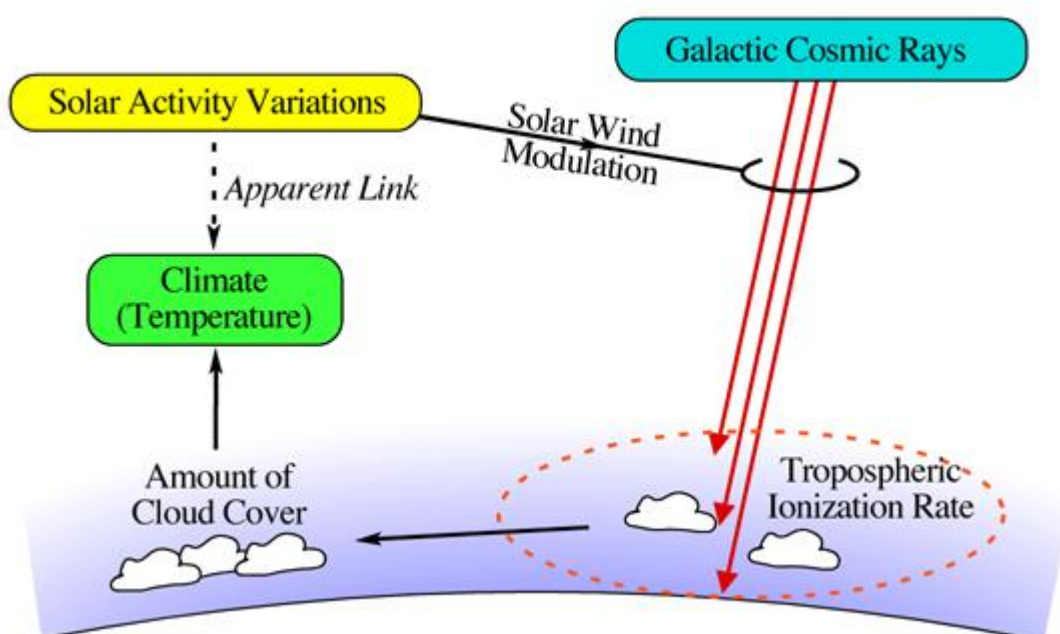 Galactic Cosmic Rays
Solar Activity Variations
Solar Wind
Modulation
Apparent Link
Climate
(Temperature)
Amount of
Cloud Cover
Tropospheric
Ionization Rate